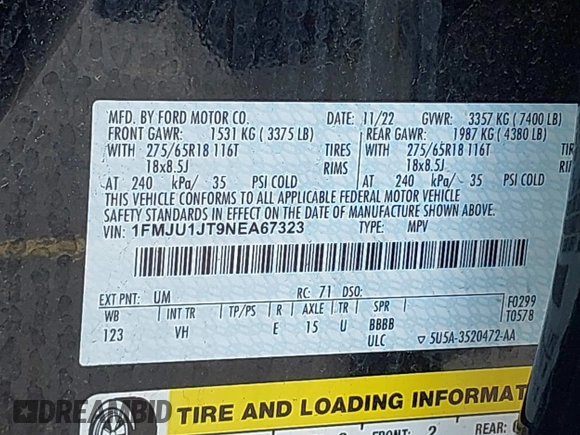 MFD. BY FORD MOTOR CO. DATE: 11/22 GVWR: 3357 KG ( 7400 LB)
FRONT GAWR: 1531 KG ( 3375 LB) REAR GAWR: 1987 KG ( 4380 LB)
WITH 275/65R18 116T TIRES WITH 275/65R18 116T TIR
18x8.5J RIMS 18x8.5J RIM
AT 240 kPa/ 35 PSI COLD AT 240 kPa/ 35 PSI COLD
THIS VEHICLE CONFORMS TO ALL APPLICABLE FEDERAL MOTOR VEHICLE
SAFETY STANDARDS IN EFFECT ON THE DATE OF MANUFACTURE SHOWN ABOVE.
VIN: 1FMJU1JT9NEA67323 TYPE: MPV
EXT PNT: UM RC: 71 DSO:
WB INT TR TP/PS R AXLE TR SPR F0299
123 VH E 15 U BBBB T0578
ULC 5U5A-3520472-AA
TIRE AND LOADING INFORMAT
FRONT: 2 REAR:
DREAMBID